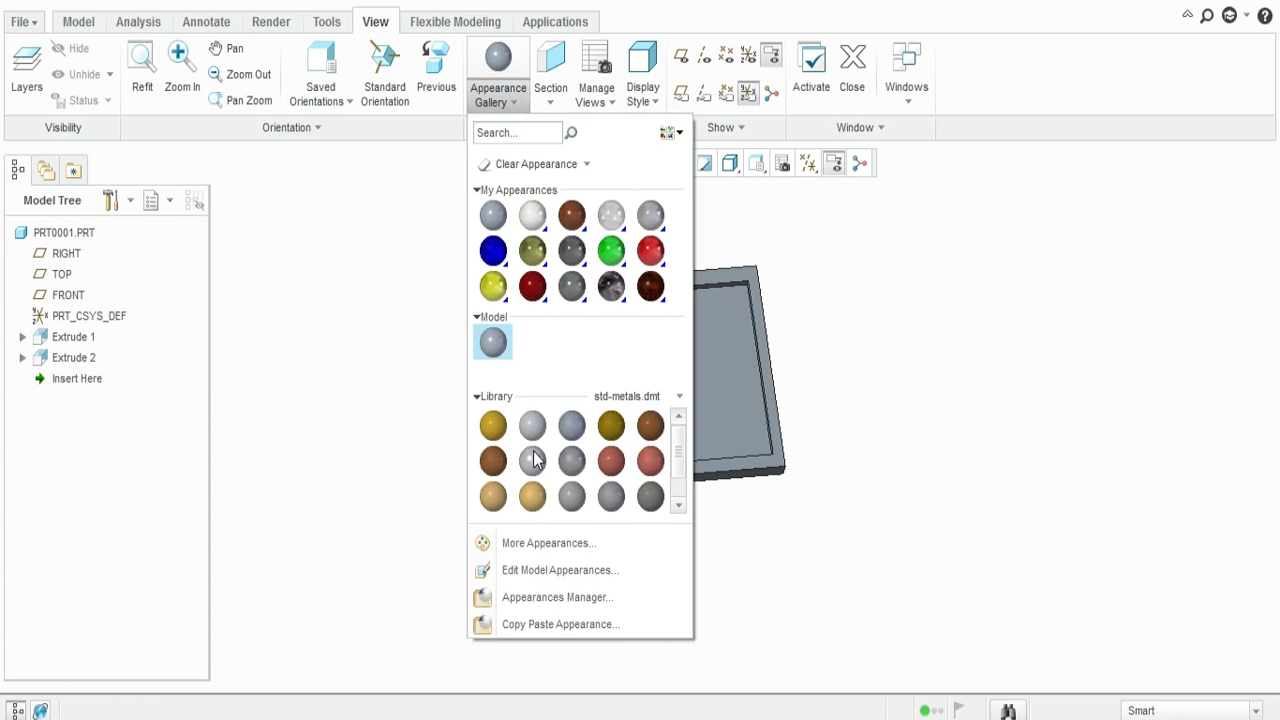 File Model Analysis Annotate Render Tools View Flexible Modeling Applications
Layers
Hide
Unhide
Status
Visibility
Refit
Zoom In
Pan
Zoom Out
Pan Zoom
Saved Orientations
Standard Orientation
Previous
Orientation
Appearance Gallery
Section
Manage Views
Display Style
Show
Activate
Close
Windows
Window
Search...
Clear Appearance
My Appearances
Model
Library std-metals.dmt
More Appearances...
Edit Model Appearances...
Appearances Manager...
Copy Paste Appearance...
Model Tree
PRT0001.PRT
RIGHT
TOP
FRONT
PRT_CSYS_DEF
Extrude 1
Extrude 2
Insert Here
Smart